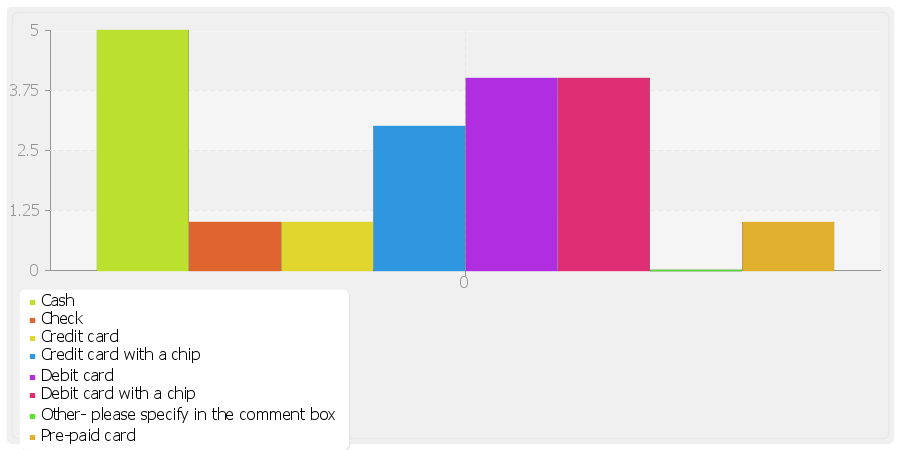 5
3.75
2.5
1.25
0
0
Cash
Check
Credit card
Credit card with a chip
Debit card
Debit card with a chip
Other- please specify in the comment box
Pre-paid card